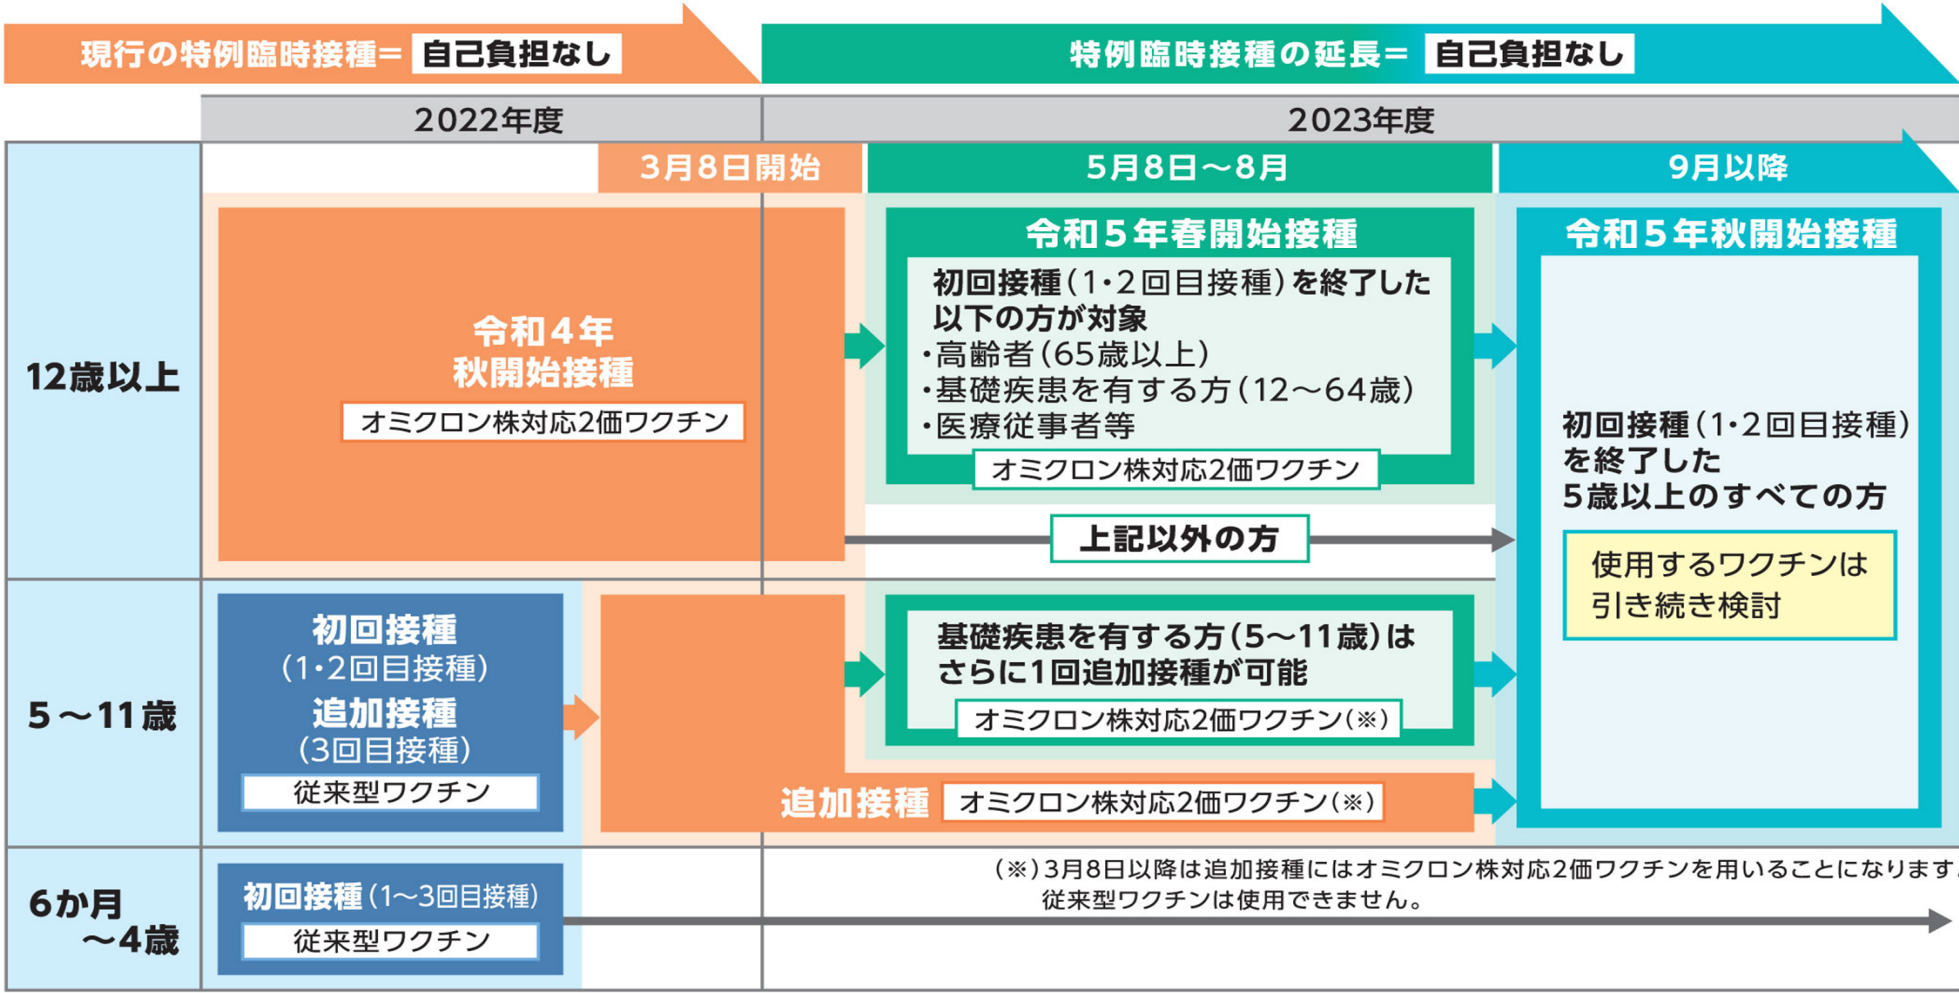 現行の特例臨時接種＝ 自己負担なし
特例臨時接種の延長＝ 自己負担なし
2022年度
2023年度
3月8日開始
5月8日～8月
9月以降
12歳以上
令和4年
秋開始接種
オミクロン株対応2価ワクチン
令和5年春開始接種
初回接種（1・2回目接種）を終了した
以下の方が対象
・高齢者（65歳以上）
・基礎疾患を有する方（12～64歳）
・医療従事者等
オミクロン株対応2価ワクチン
上記以外の方
令和5年秋開始接種
初回接種（1・2回目接種）
を終了した
5歳以上のすべての方
使用するワクチンは
引き続き検討
5～11歳
初回接種
（1・2回目接種）
追加接種
（3回目接種）
従来型ワクチン
基礎疾患を有する方（5～11歳）は
さらに1回追加接種が可能
オミクロン株対応2価ワクチン（※）
追加接種 オミクロン株対応2価ワクチン（※）
6か月
～4歳
初回接種（1～3回目接種）
従来型ワクチン
（※）3月8日以降は追加接種にはオミクロン株対応2価ワクチンを用いることになります。
従来型ワクチンは使用できません。